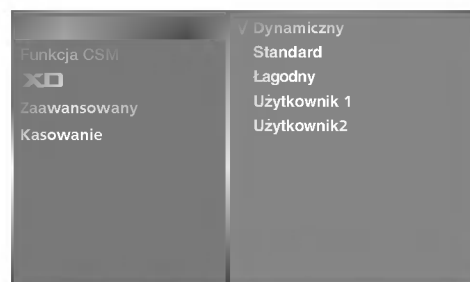 Funkcja CSM
XD
Zaawansowany
Kasowanie
√ Dynamiczny
Standard
Łagodny
Użytkownik 1
Użytkownik2